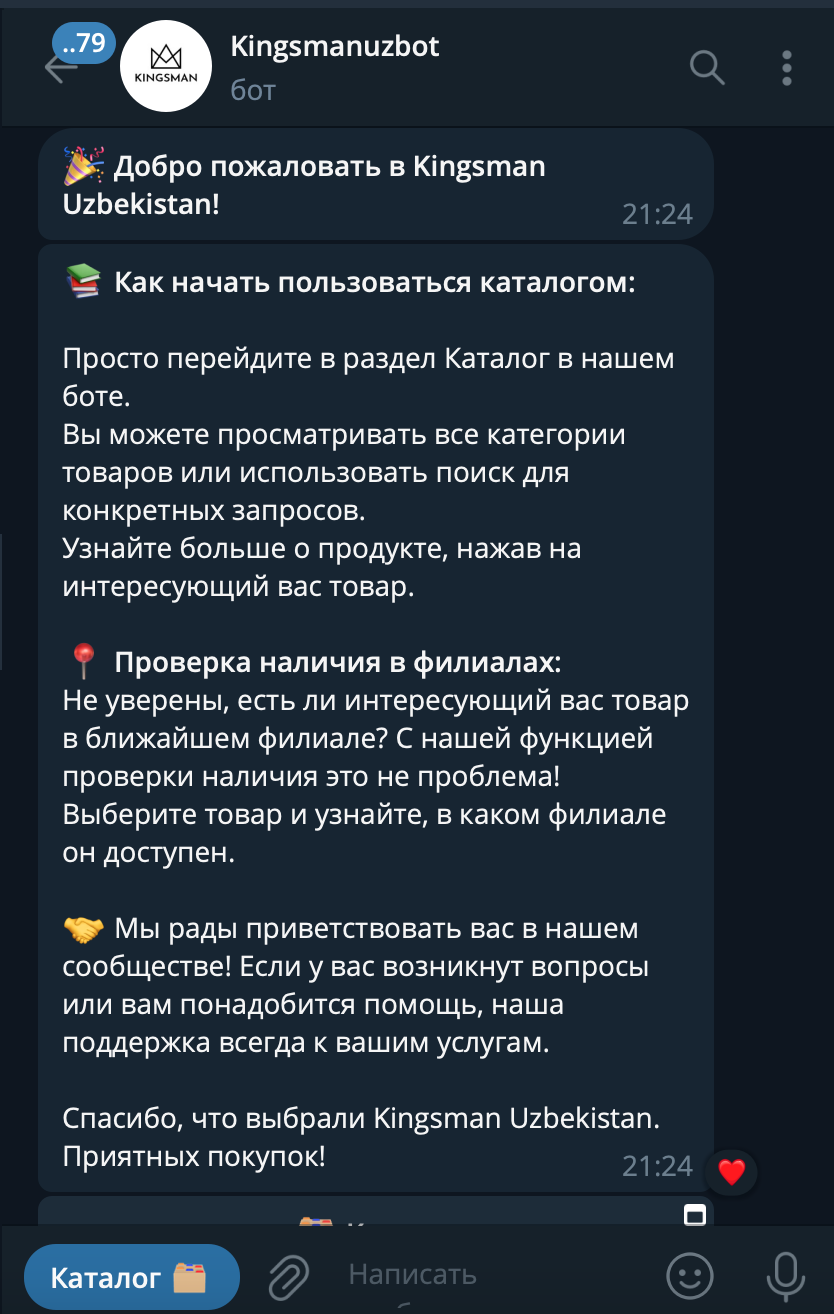 ..79
KINGSMAN
Kingsmanuzbot
бот
🎉 Добро пожаловать в Kingsman
Uzbekistan!
21:24
📚 Как начать пользоваться каталогом:
Просто перейдите в раздел Каталог в нашем
боте.
Вы можете просматривать все категории
товаров или использовать поиск для
конкретных запросов.
Узнайте больше о продукте, нажав на
интересующий вас товар.
📍 Проверка наличия в филиалах:
Не уверены, есть ли интересующий вас товар
в ближайшем филиале? С нашей функцией
проверки наличия это не проблема!
Выберите товар и узнайте, в каком филиале
он доступен.
🤝 Мы рады приветствовать вас в нашем
сообществе! Если у вас возникнут вопросы
или вам понадобится помощь, наша
поддержка всегда к вашим услугам.
Спасибо, что выбрали Kingsman Uzbekistan.
Приятных покупок!
21:24
Каталог 🗂️
Написать